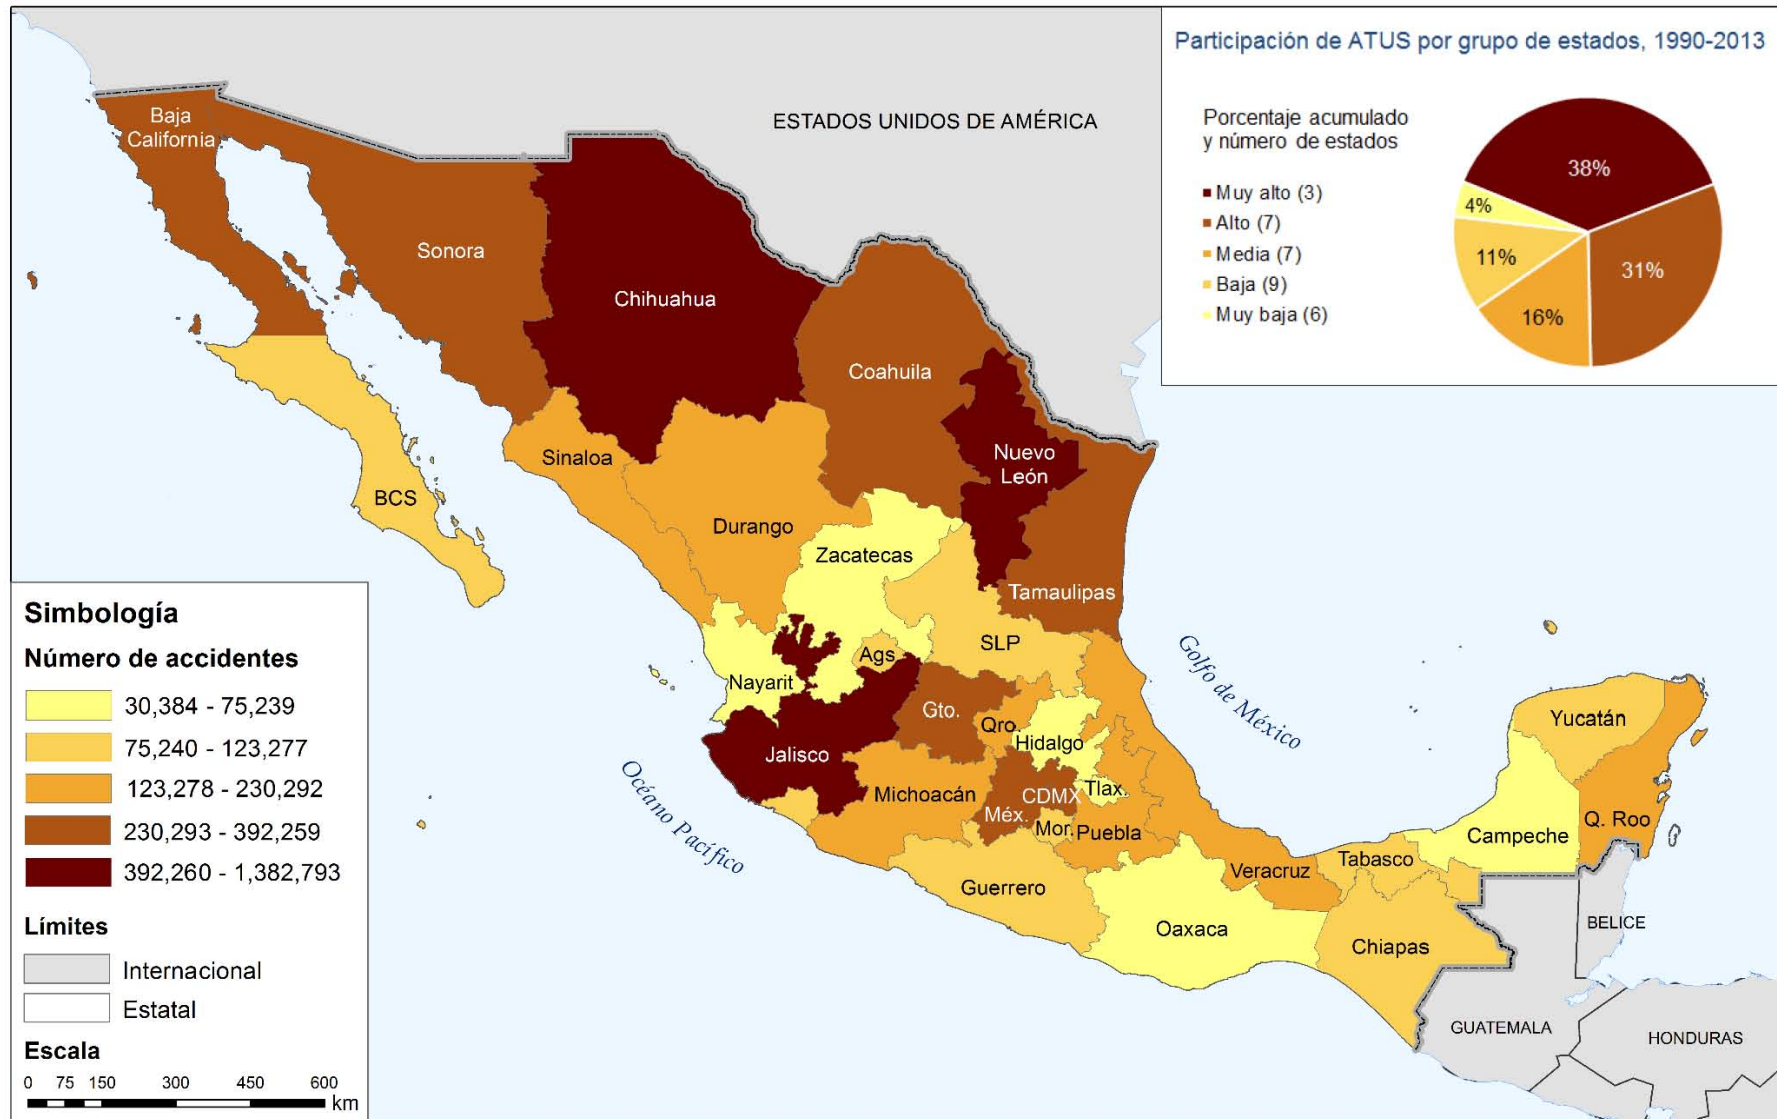 Participación de ATUS por grupo de estados, 1990-2013
Porcentaje acumulado
y número de estados
Muy alto (3)
Alto (7)
Media (7)
Baja (9)
Muy baja (6)
38%
31%
16%
11%
4%
ESTADOS UNIDOS DE AMÉRICA
Baja
California
Sonora
Chihuahua
Coahuila
Nuevo
León
Tamaulipas
BCS
Sinaloa
Durango
Zacatecas
SLP
Ags
Nayarit
Jalisco
Gto.
Qro.
Hidalgo
Michoacán
CDMX
Méx.
Tlax.
Mor.
Puebla
Guerrero
Oaxaca
Veracruz
Tabasco
Chiapas
Campeche
Yucatán
Q. Roo
Golfo de México
Océano Pacífico
BELICE
GUATEMALA
HONDURAS
Simbología
Número de accidentes
30,384 - 75,239
75,240 - 123,277
123,278 - 230,292
230,293 - 392,259
392,260 - 1,382,793
Límites
Internacional
Estatal
Escala
0 75 150 300 450 600
km